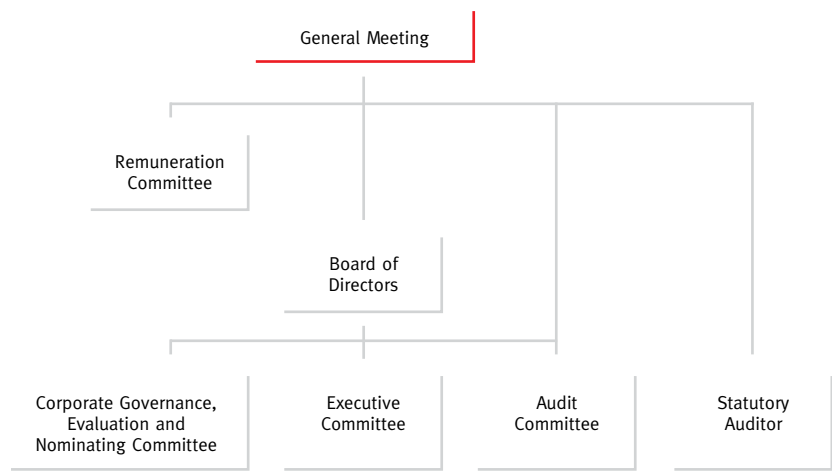 General Meeting
Remuneration
Committee
Board of
Directors
Corporate Governance,
Evaluation and
Nominating Committee
Executive
Committee
Audit
Committee
Statutory
Auditor